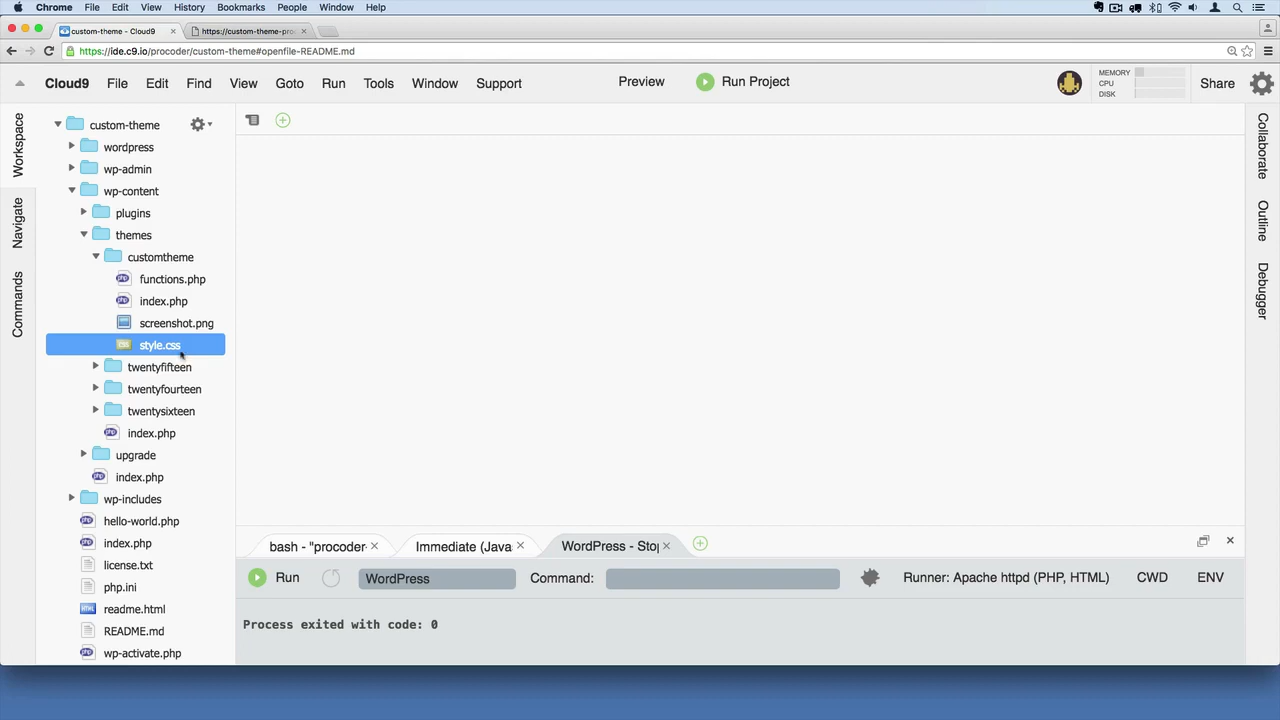 Chrome File Edit View History Bookmarks People Window Help
custom-theme - Cloud9 × https://custom-theme-pro ×
https://ide.c9.io/procoder/custom-theme#openfile-README.md
Cloud9 File Edit Find View Goto Run Tools Window Support Preview Run Project MEMORY CPU DISK Share
Workspace
Navigate
Commands
custom-theme
wordpress
wp-admin
wp-content
plugins
themes
customtheme
functions.php
index.php
screenshot.png
style.css
twentyfifteen
twentyfourteen
twentysixteen
index.php
upgrade
index.php
wp-includes
hello-world.php
index.php
license.txt
php.ini
readme.html
README.md
wp-activate.php
bash - "procoder- × Immediate (Java × WordPress - Stop ×
Run WordPress Command: Runner: Apache httpd (PHP, HTML) CWD ENV
Process exited with code: 0
Collaborate
Outline
Debugger